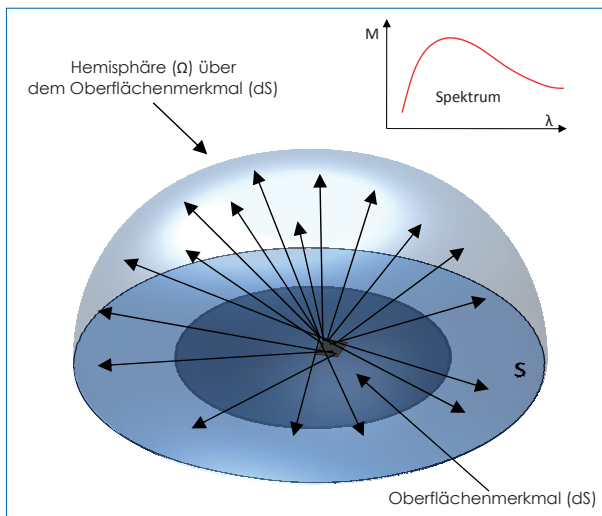 M
Hemisphäre (Ω) über
dem Oberflächenmerkmal (dS)
Spektrum
λ
S
Oberflächenmerkmal (dS)